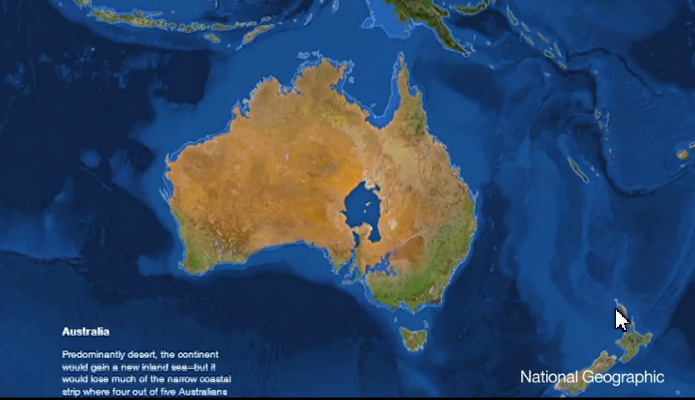 Australia
Predominantly desert, the continent
would gain a new inland sea—but it
would lose much of the narrow coastal
strip where four out of five Australians
National Geographic